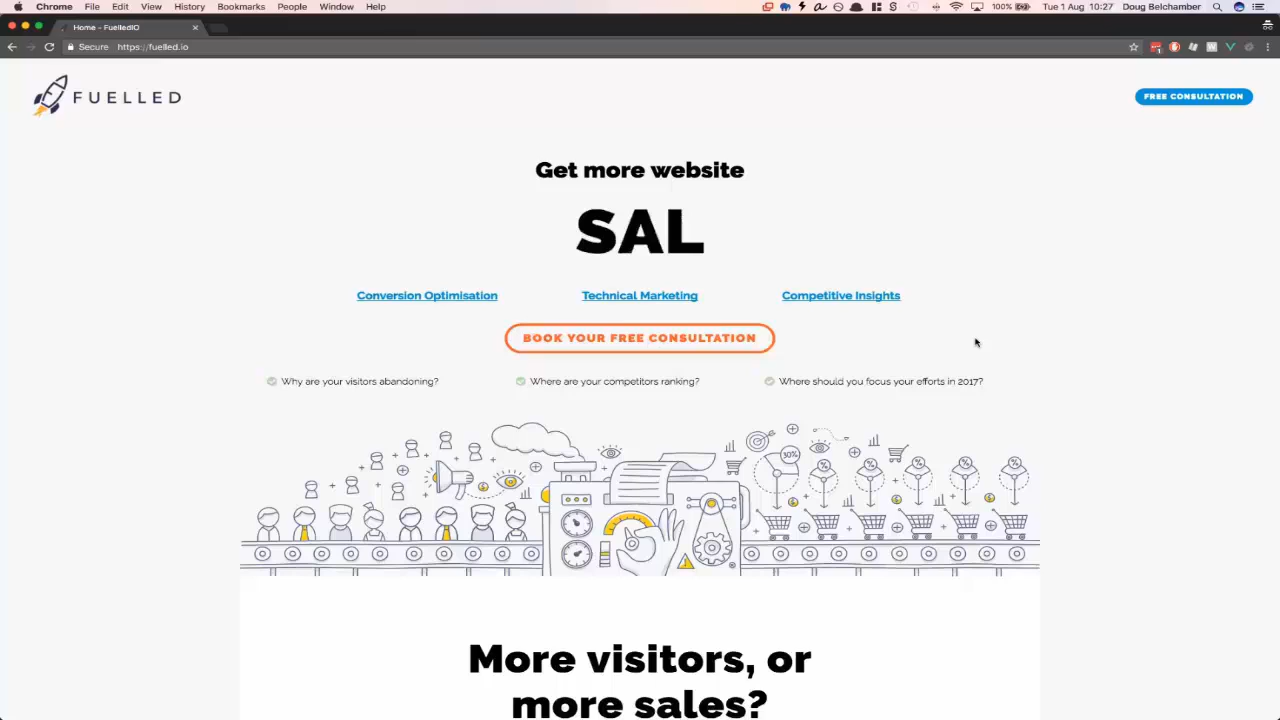 Chrome File Edit View History Bookmarks People Window Help
100% Tue 1 Aug 10:27 Doug Belchamber
Home - FuelledIO
Secure https://fuelled.io
FUELLED
FREE CONSULTATION
Get more website
SAL
Conversion Optimisation Technical Marketing Competitive Insights
BOOK YOUR FREE CONSULTATION
Why are your visitors abandoning? Where are your competitors ranking? Where should you focus your efforts in 2017?
30%
% % % % %
More visitors, or
more sales?